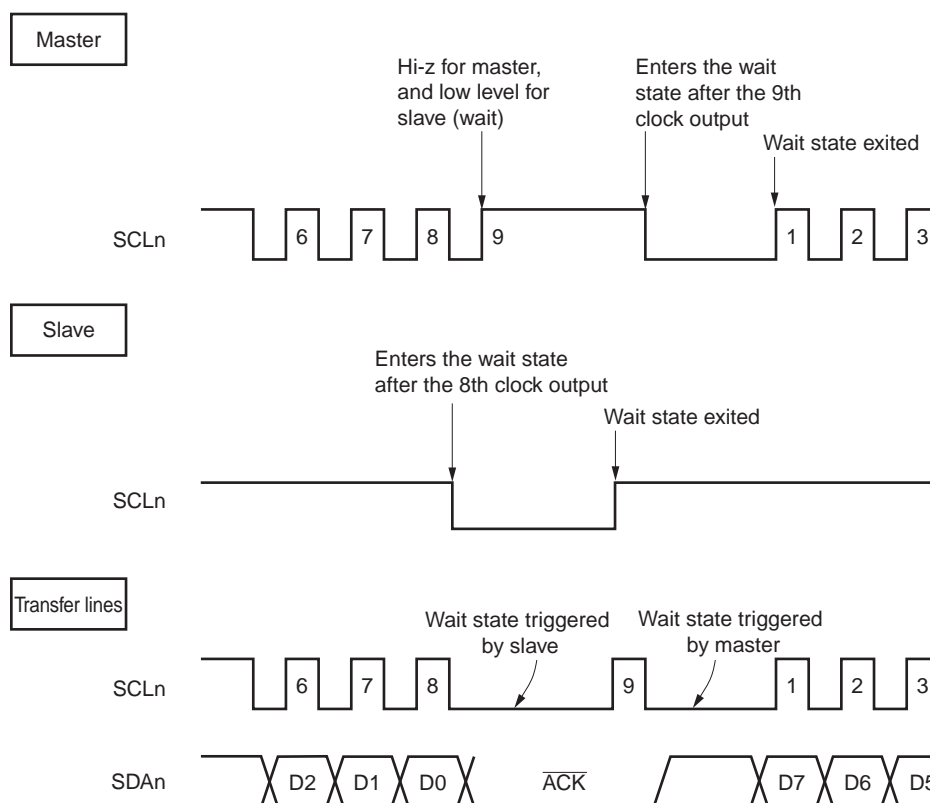 Master
Hi-z for master,
and low level for
slave (wait)
Enters the wait
state after the 9th
clock output
Wait state exited
SCLn
6 7 8 9 1 2 3
Slave
Enters the wait state
after the 8th clock output
Wait state exited
SCLn
Transfer lines
Wait state triggered
by slave
Wait state triggered
by master
SCLn
6 7 8 9 1 2 3
SDAn
D2 D1 D0 ACK D7 D6 D5